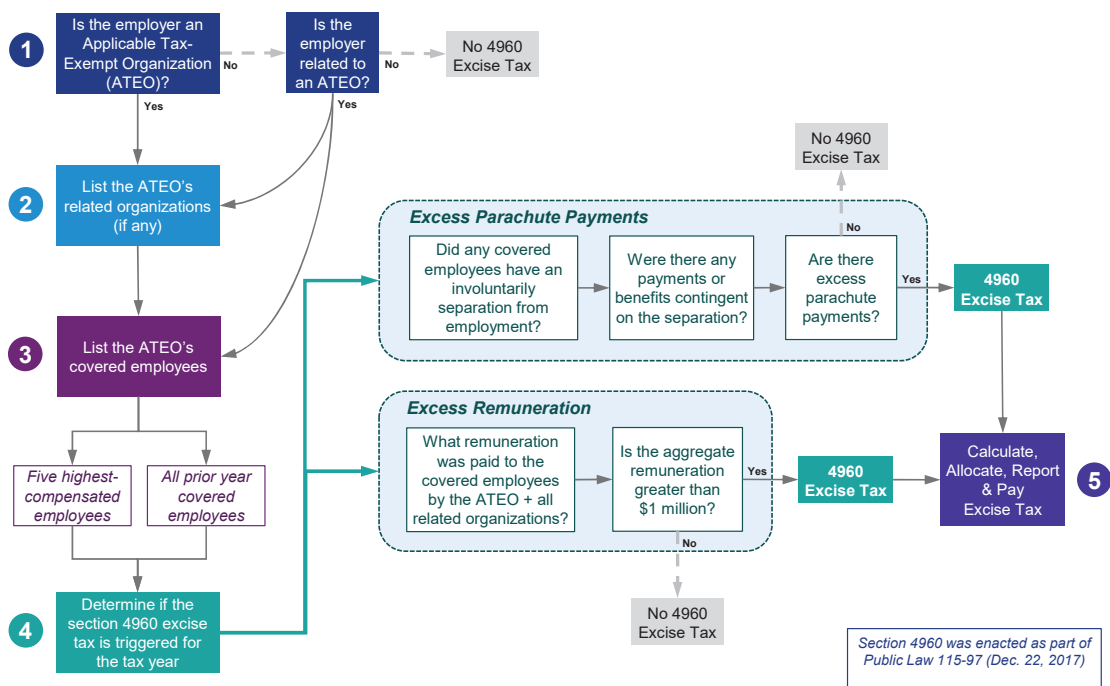 1
Is the employer an
Applicable Tax-
Exempt Organization
(ATEO)?
No
Yes
Is the
employer
related to
an ATEO?
No
Yes
No 4960
Excise Tax
2
List the ATEO's
related organizations
(if any)
3
List the ATEO's
covered employees
Five highest-
compensated
employees
All prior year
covered
employees
4
Determine if the
section 4960 excise
tax is triggered for
the tax year
Excess Parachute Payments
Did any covered
employees have an
involuntarily
separation from
employment?
Were there any
payments or
benefits contingent
on the separation?
Are there
excess
parachute
payments?
No
No 4960
Excise Tax
Yes
4960
Excise Tax
Excess Remuneration
What remuneration
was paid to the
covered employees
by the ATEO + all
related organizations?
Is the aggregate
remuneration
greater than
$1 million?
Yes
4960
Excise Tax
No
No 4960
Excise Tax
Calculate,
Allocate, Report
& Pay
Excise Tax
5
Section 4960 was enacted as part of
Public Law 115-97 (Dec. 22, 2017)